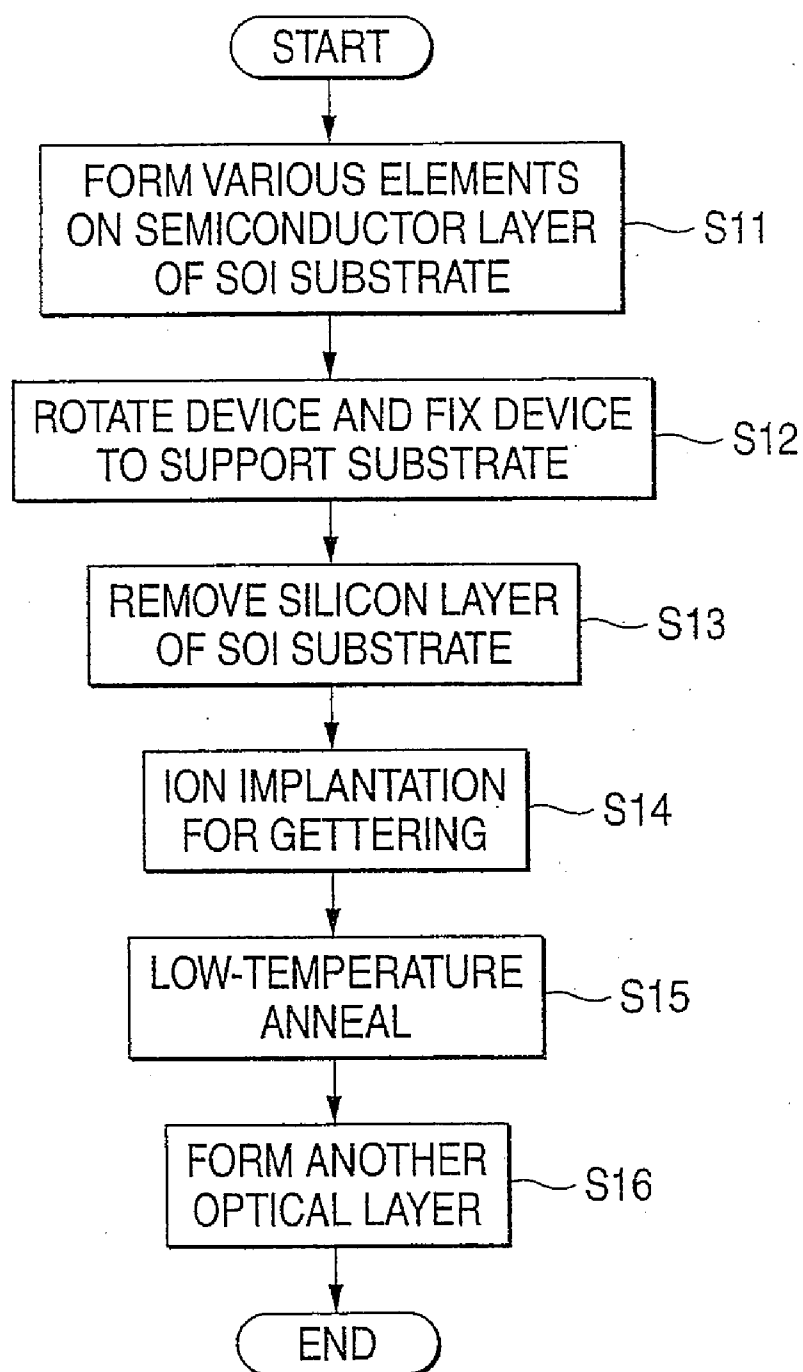 START
FORM VARIOUS ELEMENTS
ON SEMICONDUCTOR LAYER
OF SOI SUBSTRATE
S11
ROTATE DEVICE AND FIX DEVICE
TO SUPPORT SUBSTRATE
S12
REMOVE SILICON LAYER
OF SOI SUBSTRATE
S13
ION IMPLANTATION
FOR GETTERING
S14
LOW-TEMPERATURE
ANNEAL
S15
FORM ANOTHER
OPTICAL LAYER
S16
END